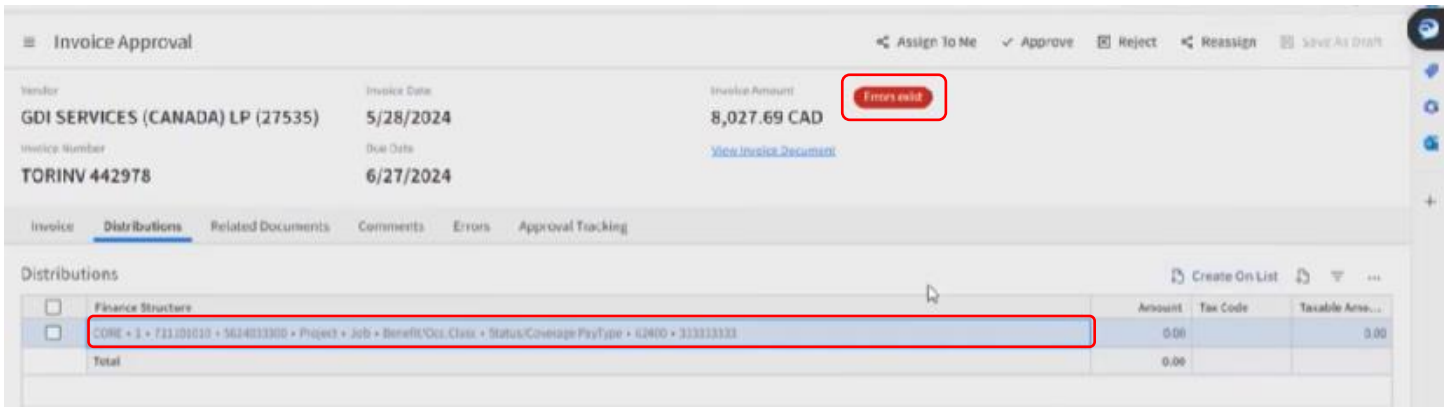 Invoice Approval
Assign To Me Approve Reject Reassign Save As Draft
Vendor Invoice Date Invoice Amount
Errors exist
GDI SERVICES (CANADA) LP (27535) 5/28/2024 8,027.69 CAD
Invoice Number Due Date View Invoice Document
TORINV 442978 6/27/2024
Invoice Distributions Related Documents Comments Errors Approval Tracking
Distributions Create On List
Finance Structure Amount Tax Code Taxable Amo...
CORE • 1 • • Project • Job • Benefit/Occ. Class • Status/Coverage PayType • 62400 • 333333333 0.00 0.00
Total 0.00